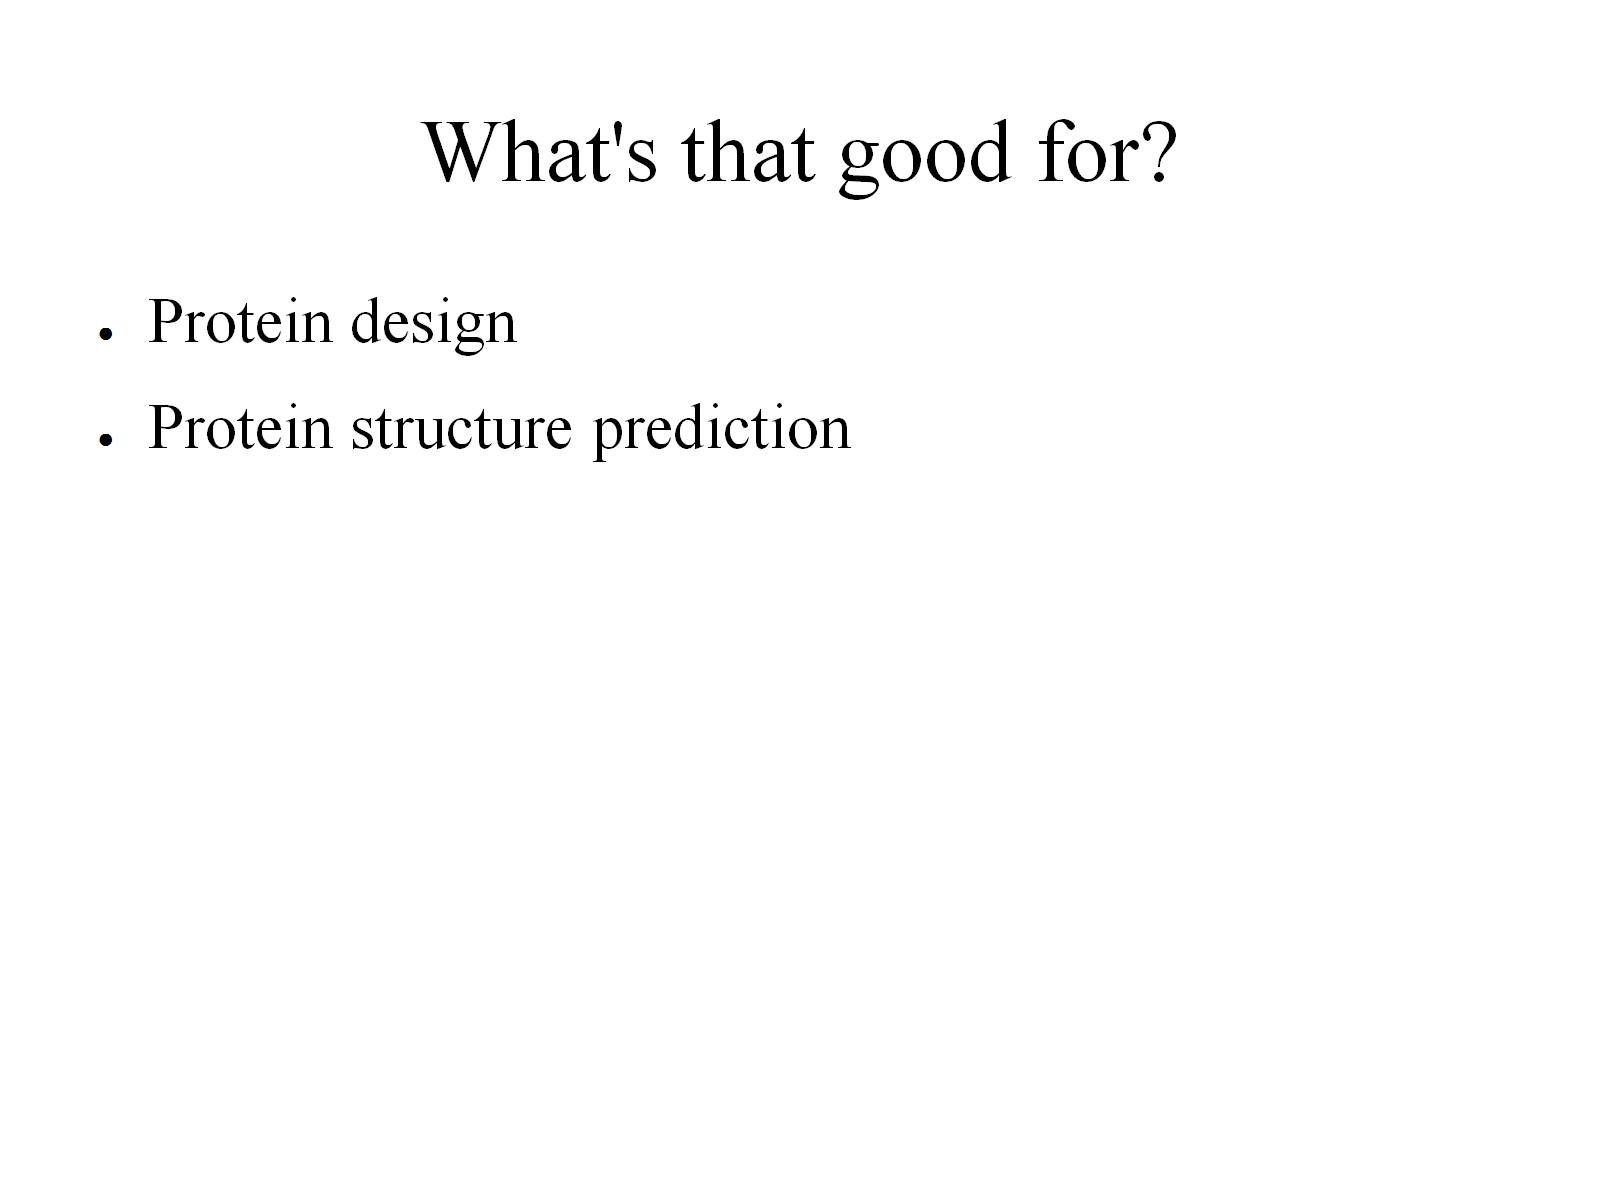 What's that good for?
● Protein design
● Protein structure prediction